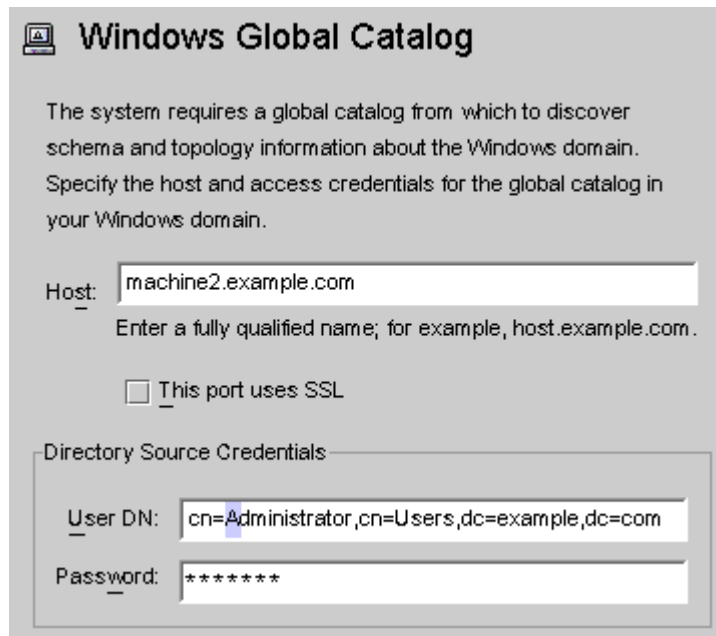 Windows Global Catalog
The system requires a global catalog from which to discover
schema and topology information about the Windows domain.
Specify the host and access credentials for the global catalog in
your Windows domain.
Host: machine2.example.com
Enter a fully qualified name; for example, host.example.com.
This port uses SSL
Directory Source Credentials
User DN: cn=Administrator,cn=Users,dc=example,dc=com
Password: *******